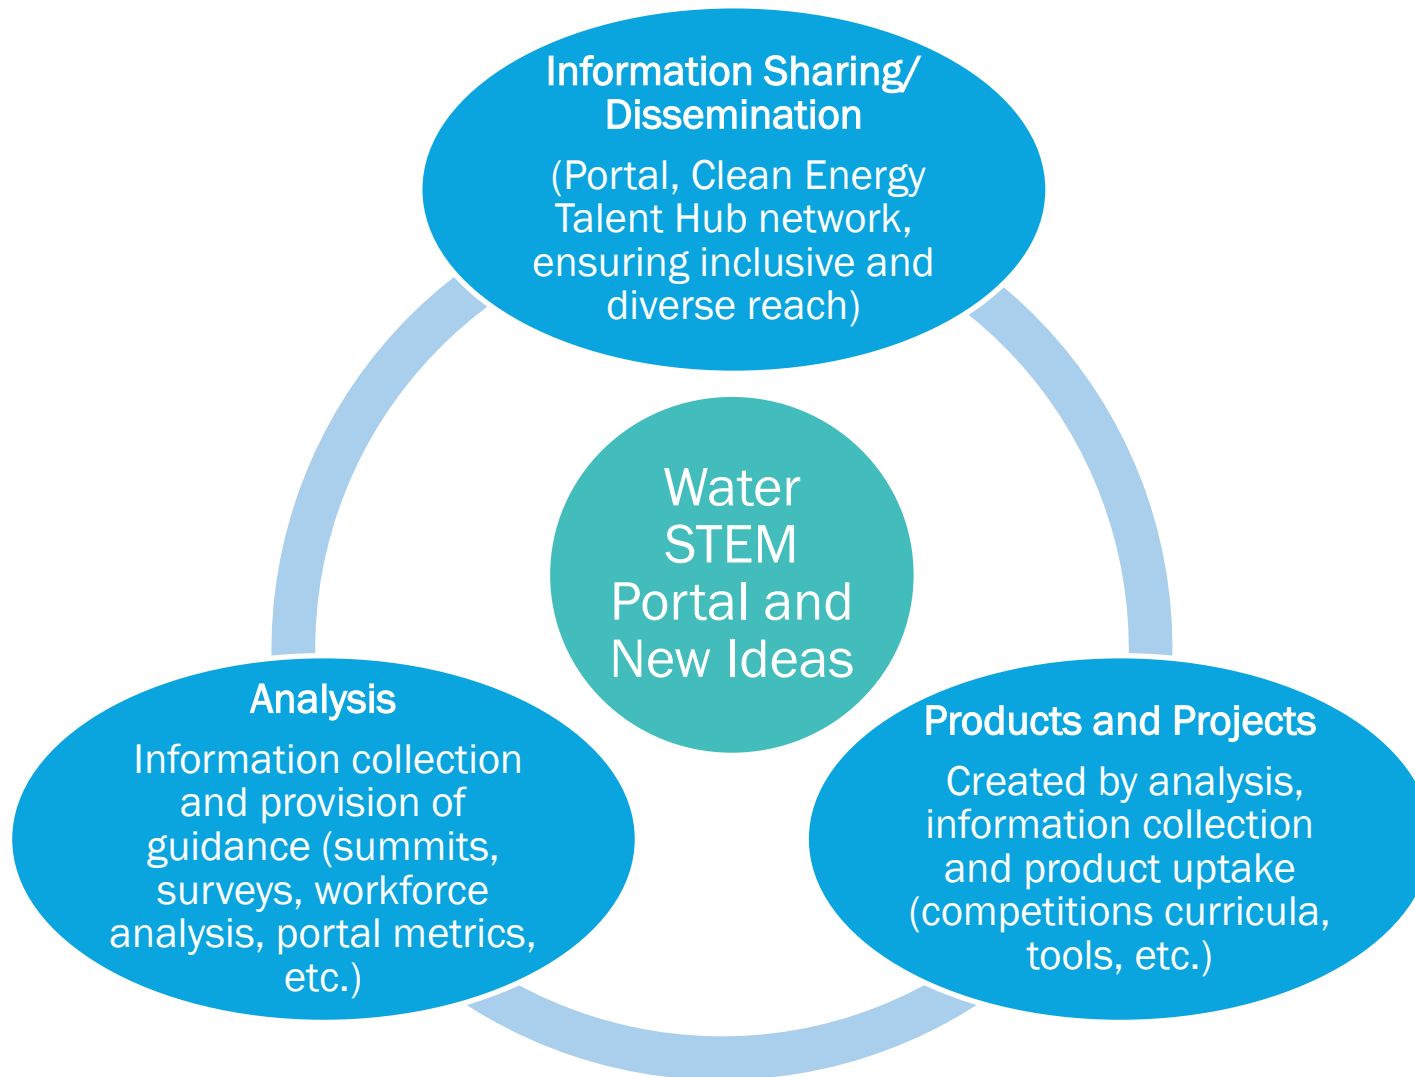 Information Sharing/
Dissemination
(Portal, Clean Energy
Talent Hub network,
ensuring inclusive and
diverse reach)
Water
STEM
Portal and
New Ideas
Analysis
Information collection
and provision of
guidance (summits,
surveys, workforce
analysis, portal metrics,
etc.)
Products and Projects
Created by analysis,
information collection
and product uptake
(competitions curricula,
tools, etc.)